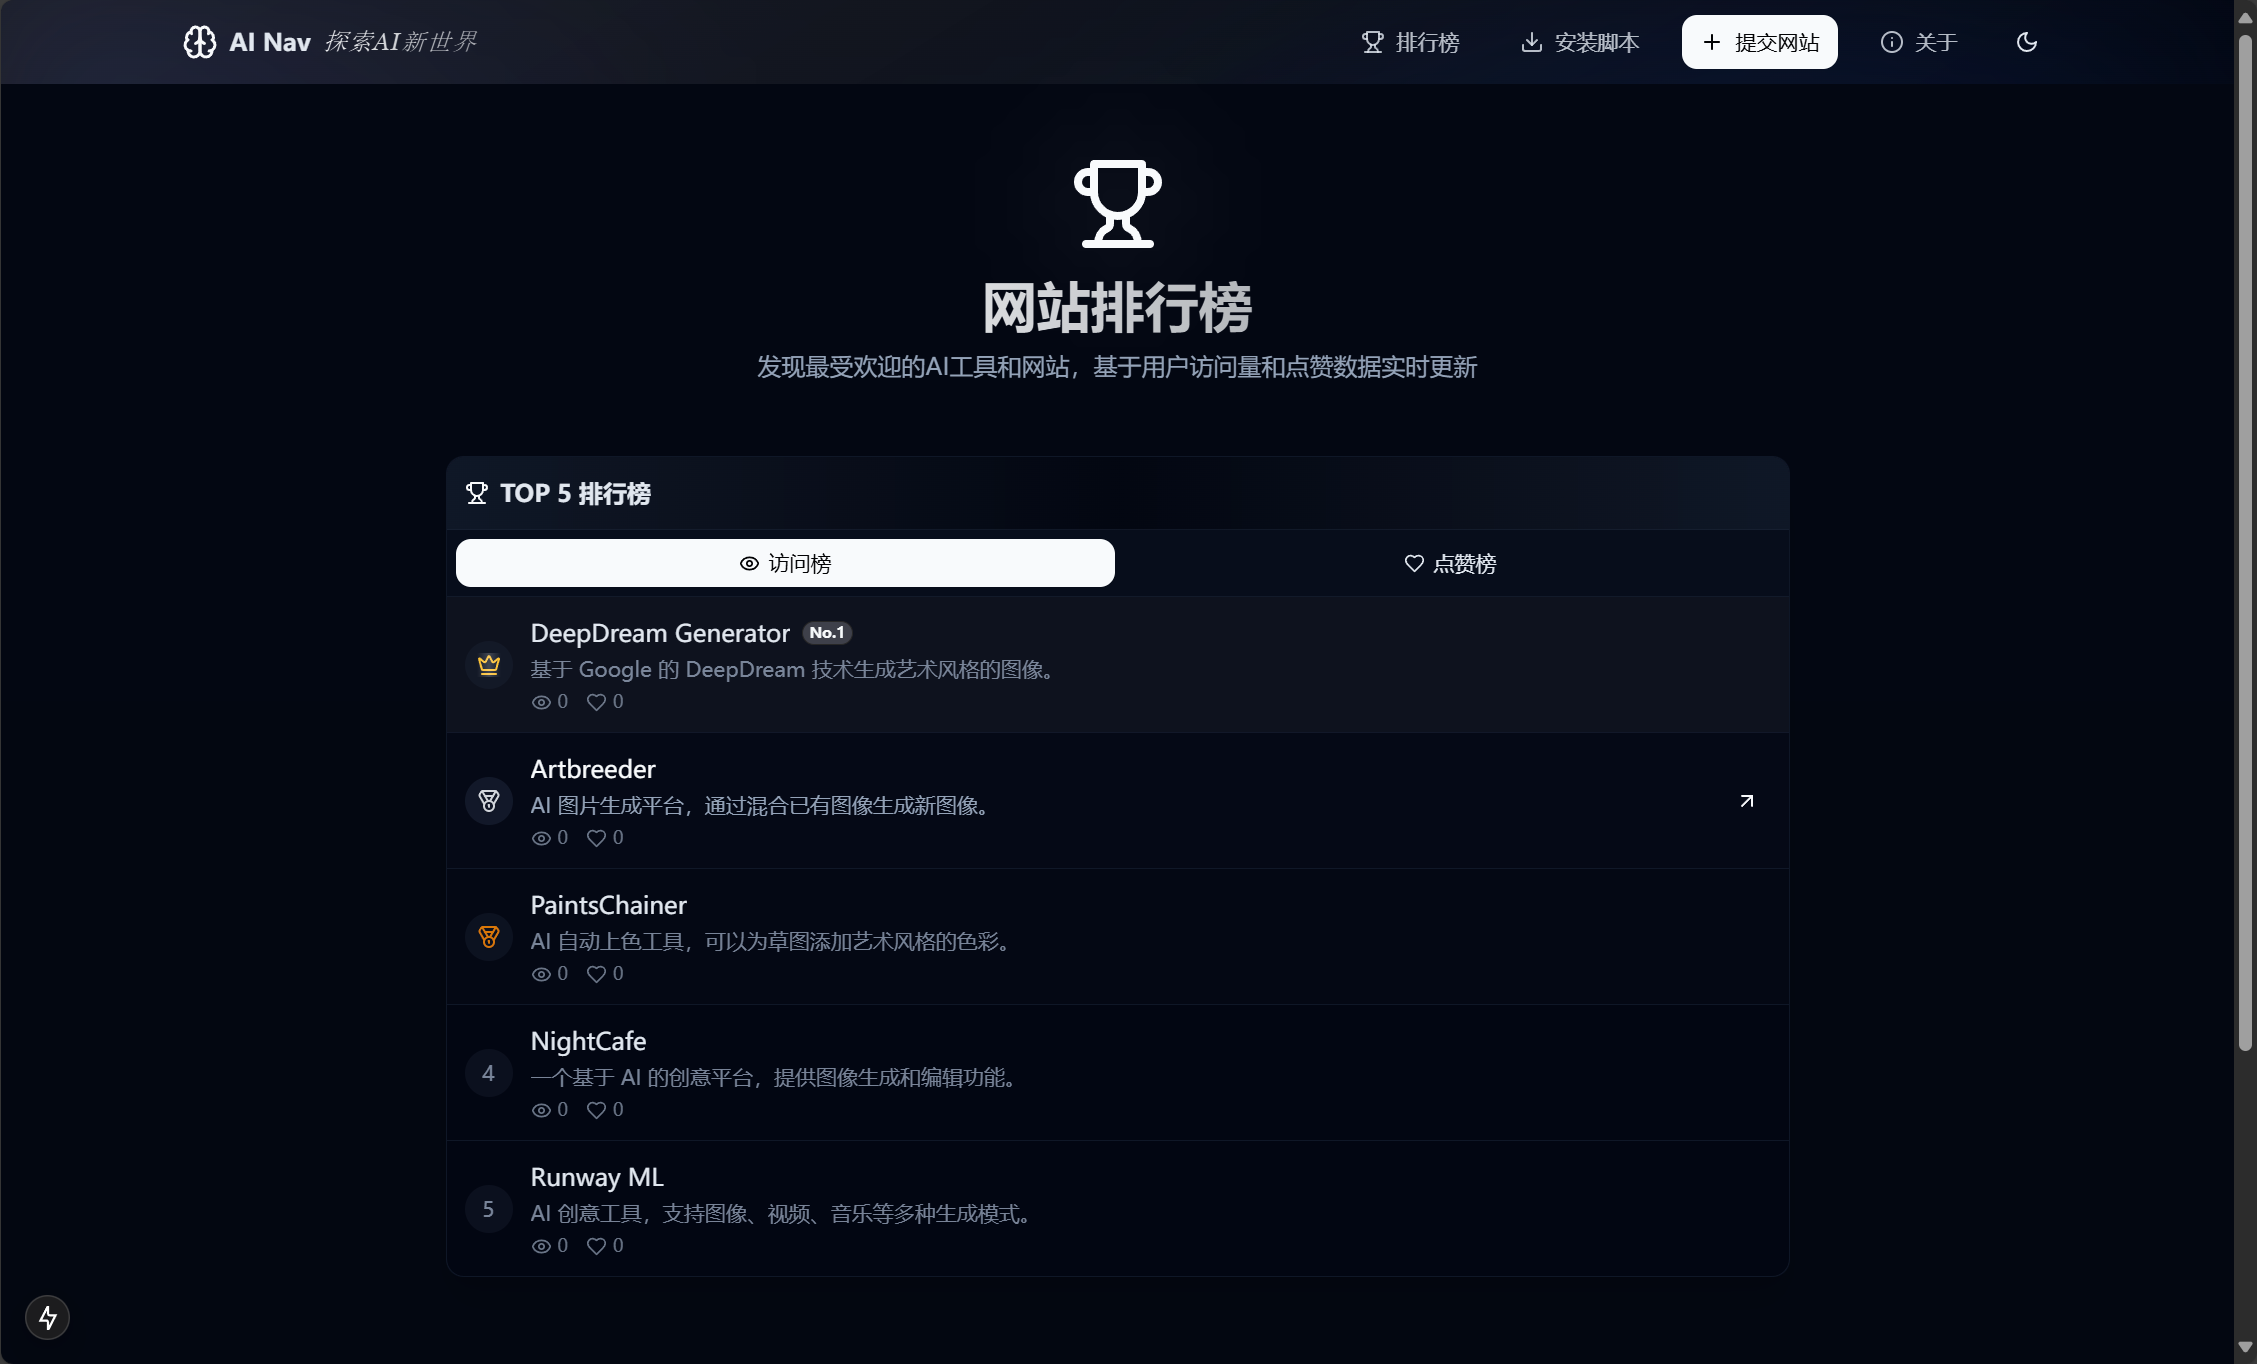 AI Nav 探索AI新世界
排行榜
安装脚本
提交网站
关于
网站排行榜
发现最受欢迎的AI工具和网站，基于用户访问量和点赞数据实时更新
TOP 5 排行榜
访问榜
点赞榜
DeepDream Generator No.1
基于 Google 的 DeepDream 技术生成艺术风格的图像。
0 0
Artbreeder
AI 图片生成平台，通过混合已有图像生成新图像。
0 0
PaintsChainer
AI 自动上色工具，可以为草图添加艺术风格的色彩。
0 0
4
NightCafe
一个基于 AI 的创意平台，提供图像生成和编辑功能。
0 0
5
Runway ML
AI 创意工具，支持图像、视频、音乐等多种生成模式。
0 0